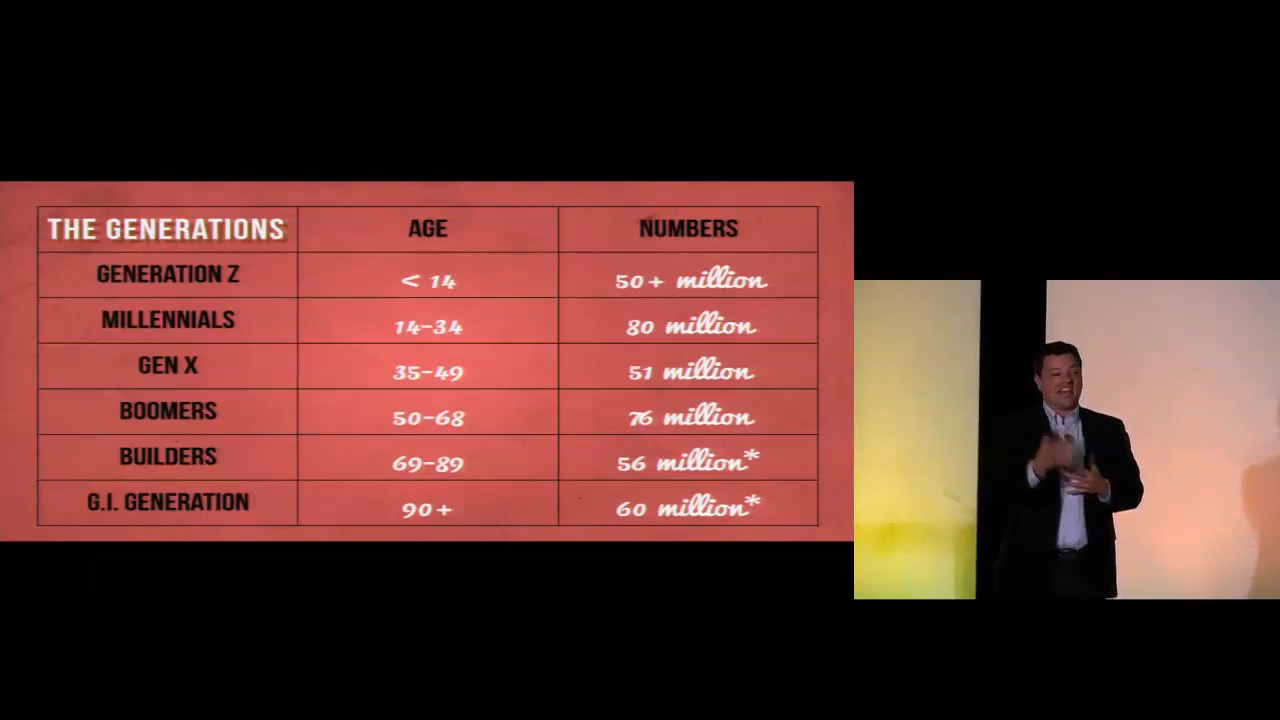 THE GENERATIONS AGE NUMBERS
GENERATION Z < 14 50+ million
MILLENNIALS 14-34 80 million
GEN X 35-49 51 million
BOOMERS 50-68 76 million
BUILDERS 69-89 56 million*
G.I. GENERATION 90+ 60 million*